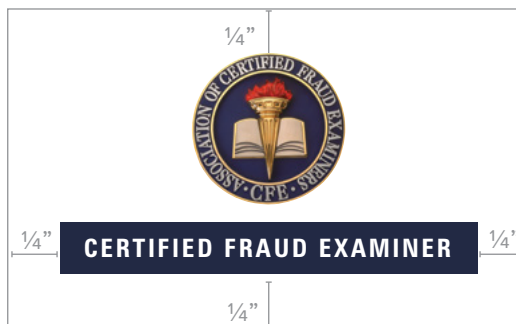 ¼”
ASSOCIATION OF CERTIFIED FRAUD EXAMINERS
· CFE ·
¼” CERTIFIED FRAUD EXAMINER ¼”
¼”